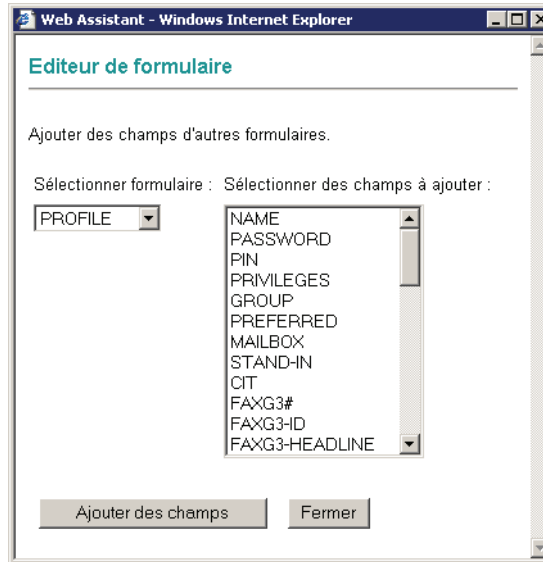 Web Assistant - Windows Internet Explorer
Editeur de formulaire
Ajouter des champs d'autres formulaires.
Sélectionner formulaire : Sélectionner des champs à ajouter :
PROFILE
NAME
PASSWORD
PIN
PRIVILEGES
GROUP
PREFERRED
MAILBOX
STAND-IN
CIT
FAXG3#
FAXG3-ID
FAXG3-HEADLINE
Ajouter des champs Fermer